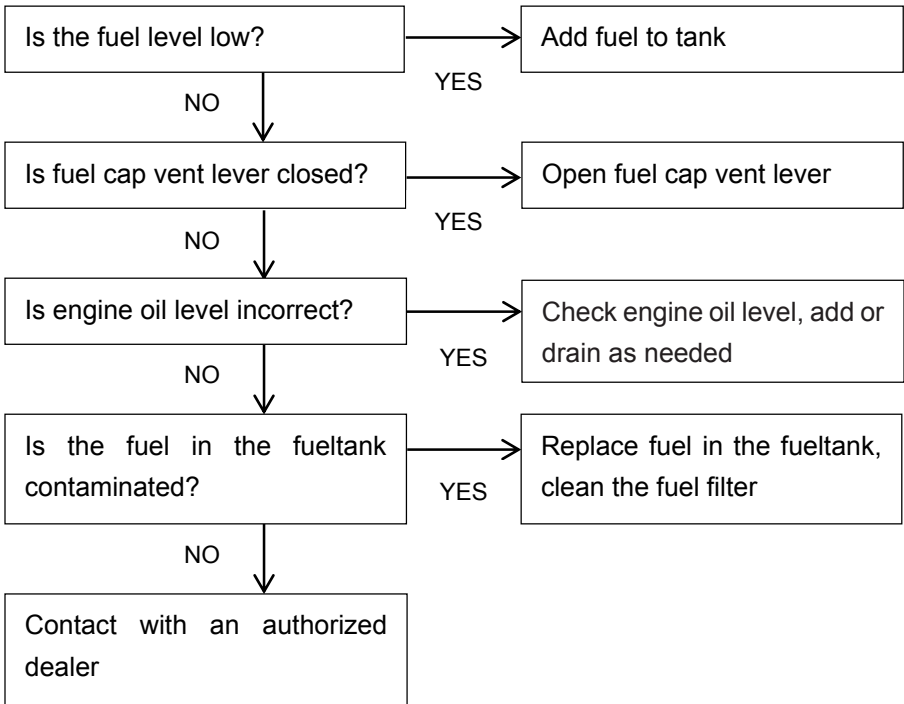 Is the fuel level low?
Add fuel to tank
YES
NO
Is fuel cap vent lever closed?
Open fuel cap vent lever
YES
NO
Is engine oil level incorrect?
Check engine oil level, add or
drain as needed
YES
NO
Is the fuel in the fueltank
contaminated?
Replace fuel in the fueltank,
clean the fuel filter
YES
NO
Contact with an authorized
dealer